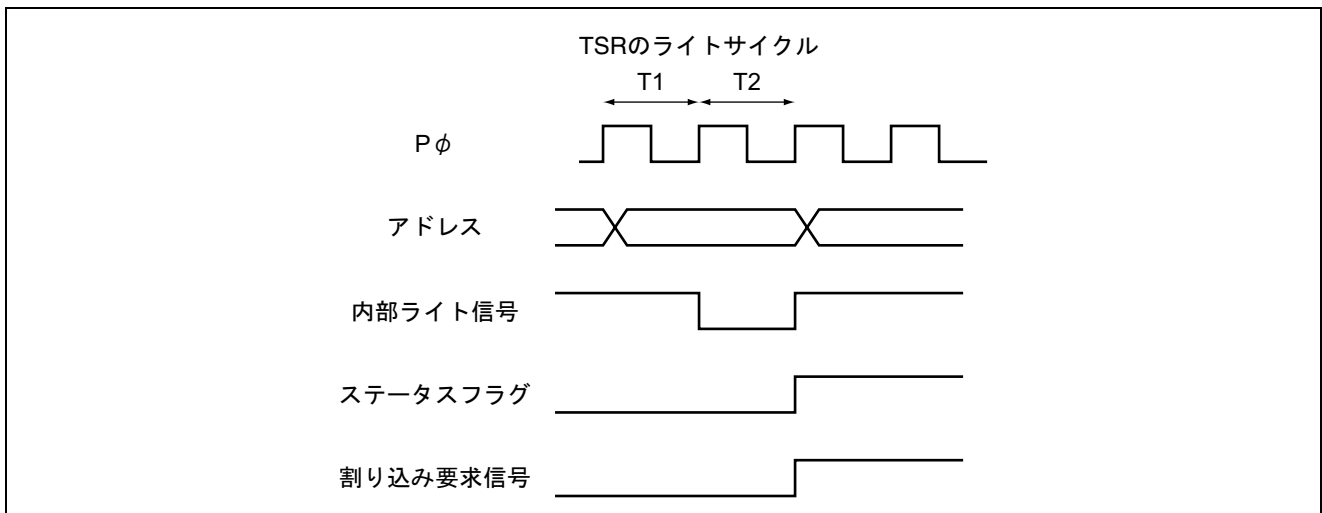 TSRのライトサイクル
T1 T2
Pφ
アドレス
内部ライト信号
ステータスフラグ
割り込み要求信号